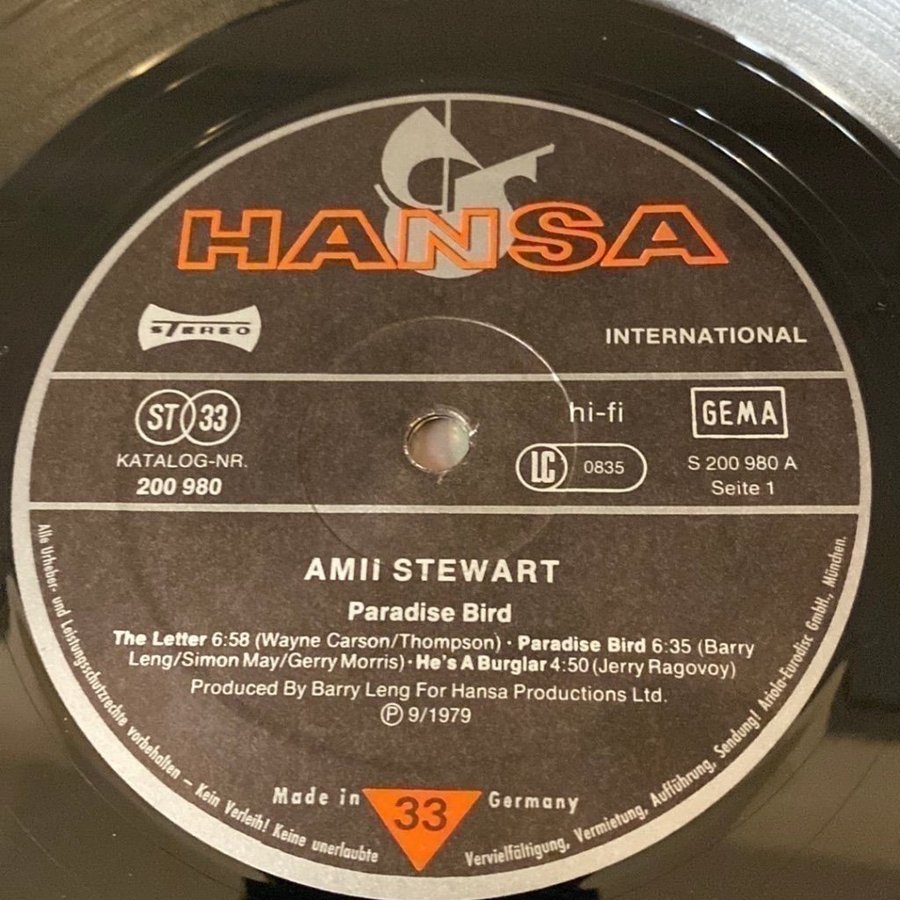 HANSA
STEREO
INTERNATIONAL
ST 33
hi-fi
GEMA
KATALOG-NR.
200 980
LC 0835
S 200 980 A
Seite 1
AMIi STEWART
Paradise Bird
The Letter 6:58 (Wayne Carson/Thompson) · Paradise Bird 6:35 (Barry
Leng/Simon May/Gerry Morris) · He's A Burglar 4:50 (Jerry Ragovoy)
Produced By Barry Leng For Hansa Productions Ltd.
Ⓟ 9/1979
Made in 33 Germany
Alle Urheber- und Leistungsschutzrechte vorbehalten – Kein Verleih! Keine unerlaubte Vervielfältigung, Vermietung, Aufführung, Sendung! Ariola-Eurodisc GmbH., München.